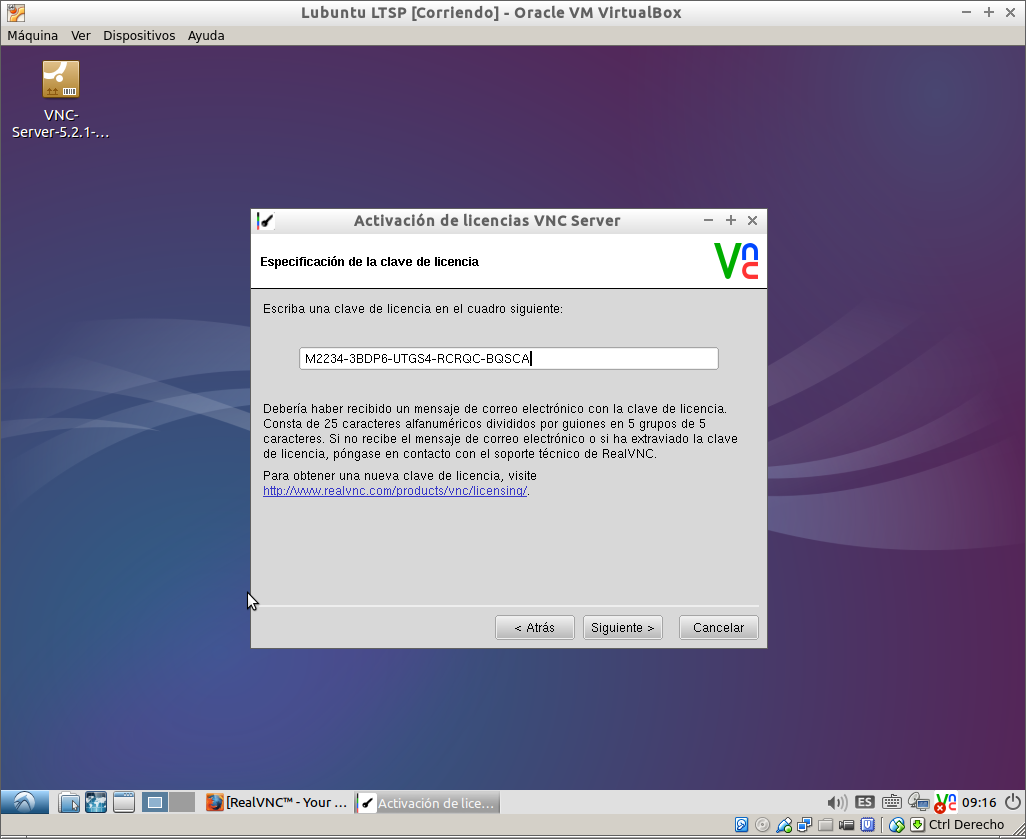 Lubuntu LTSP [Corriendo] - Oracle VM VirtualBox
Máquina Ver Dispositivos Ayuda
VNC-
Server-5.2.1-...
Activación de licencias VNC Server
Especificación de la clave de licencia
Escriba una clave de licencia en el cuadro siguiente:
M2234-3BDP6-UTGS4-RCRQC-BQSCA
Debería haber recibido un mensaje de correo electrónico con la clave de licencia.
Consta de 25 caracteres alfanuméricos divididos por guiones en 5 grupos de 5
caracteres. Si no recibe el mensaje de correo electrónico o si ha extraviado la clave
de licencia, póngase en contacto con el soporte técnico de RealVNC.
Para obtener una nueva clave de licencia, visite
http://www.realvnc.com/products/vnc/licensing/.
< Atrás Siguiente > Cancelar
[RealVNC™ - Your ... Activación de lice... ES 09:16
Ctrl Derecho